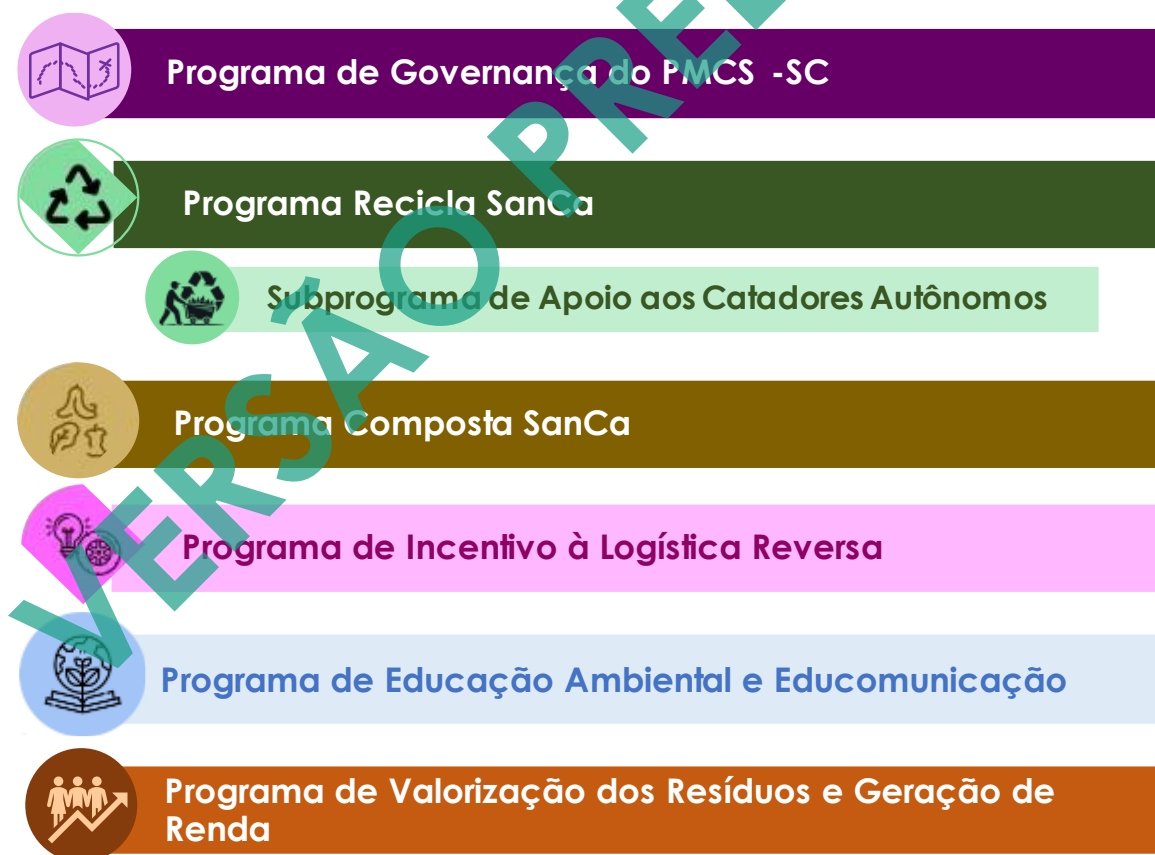 Programa de Governança do PMCS -SC
Programa Recicla SanCa
Subprograma de Apoio aos Catadores Autônomos
Programa Composta SanCa
Programa de Incentivo à Logística Reversa
Programa de Educação Ambiental e Educomunicação
Programa de Valorização dos Resíduos e Geração de
Renda
VERSÃO PRE